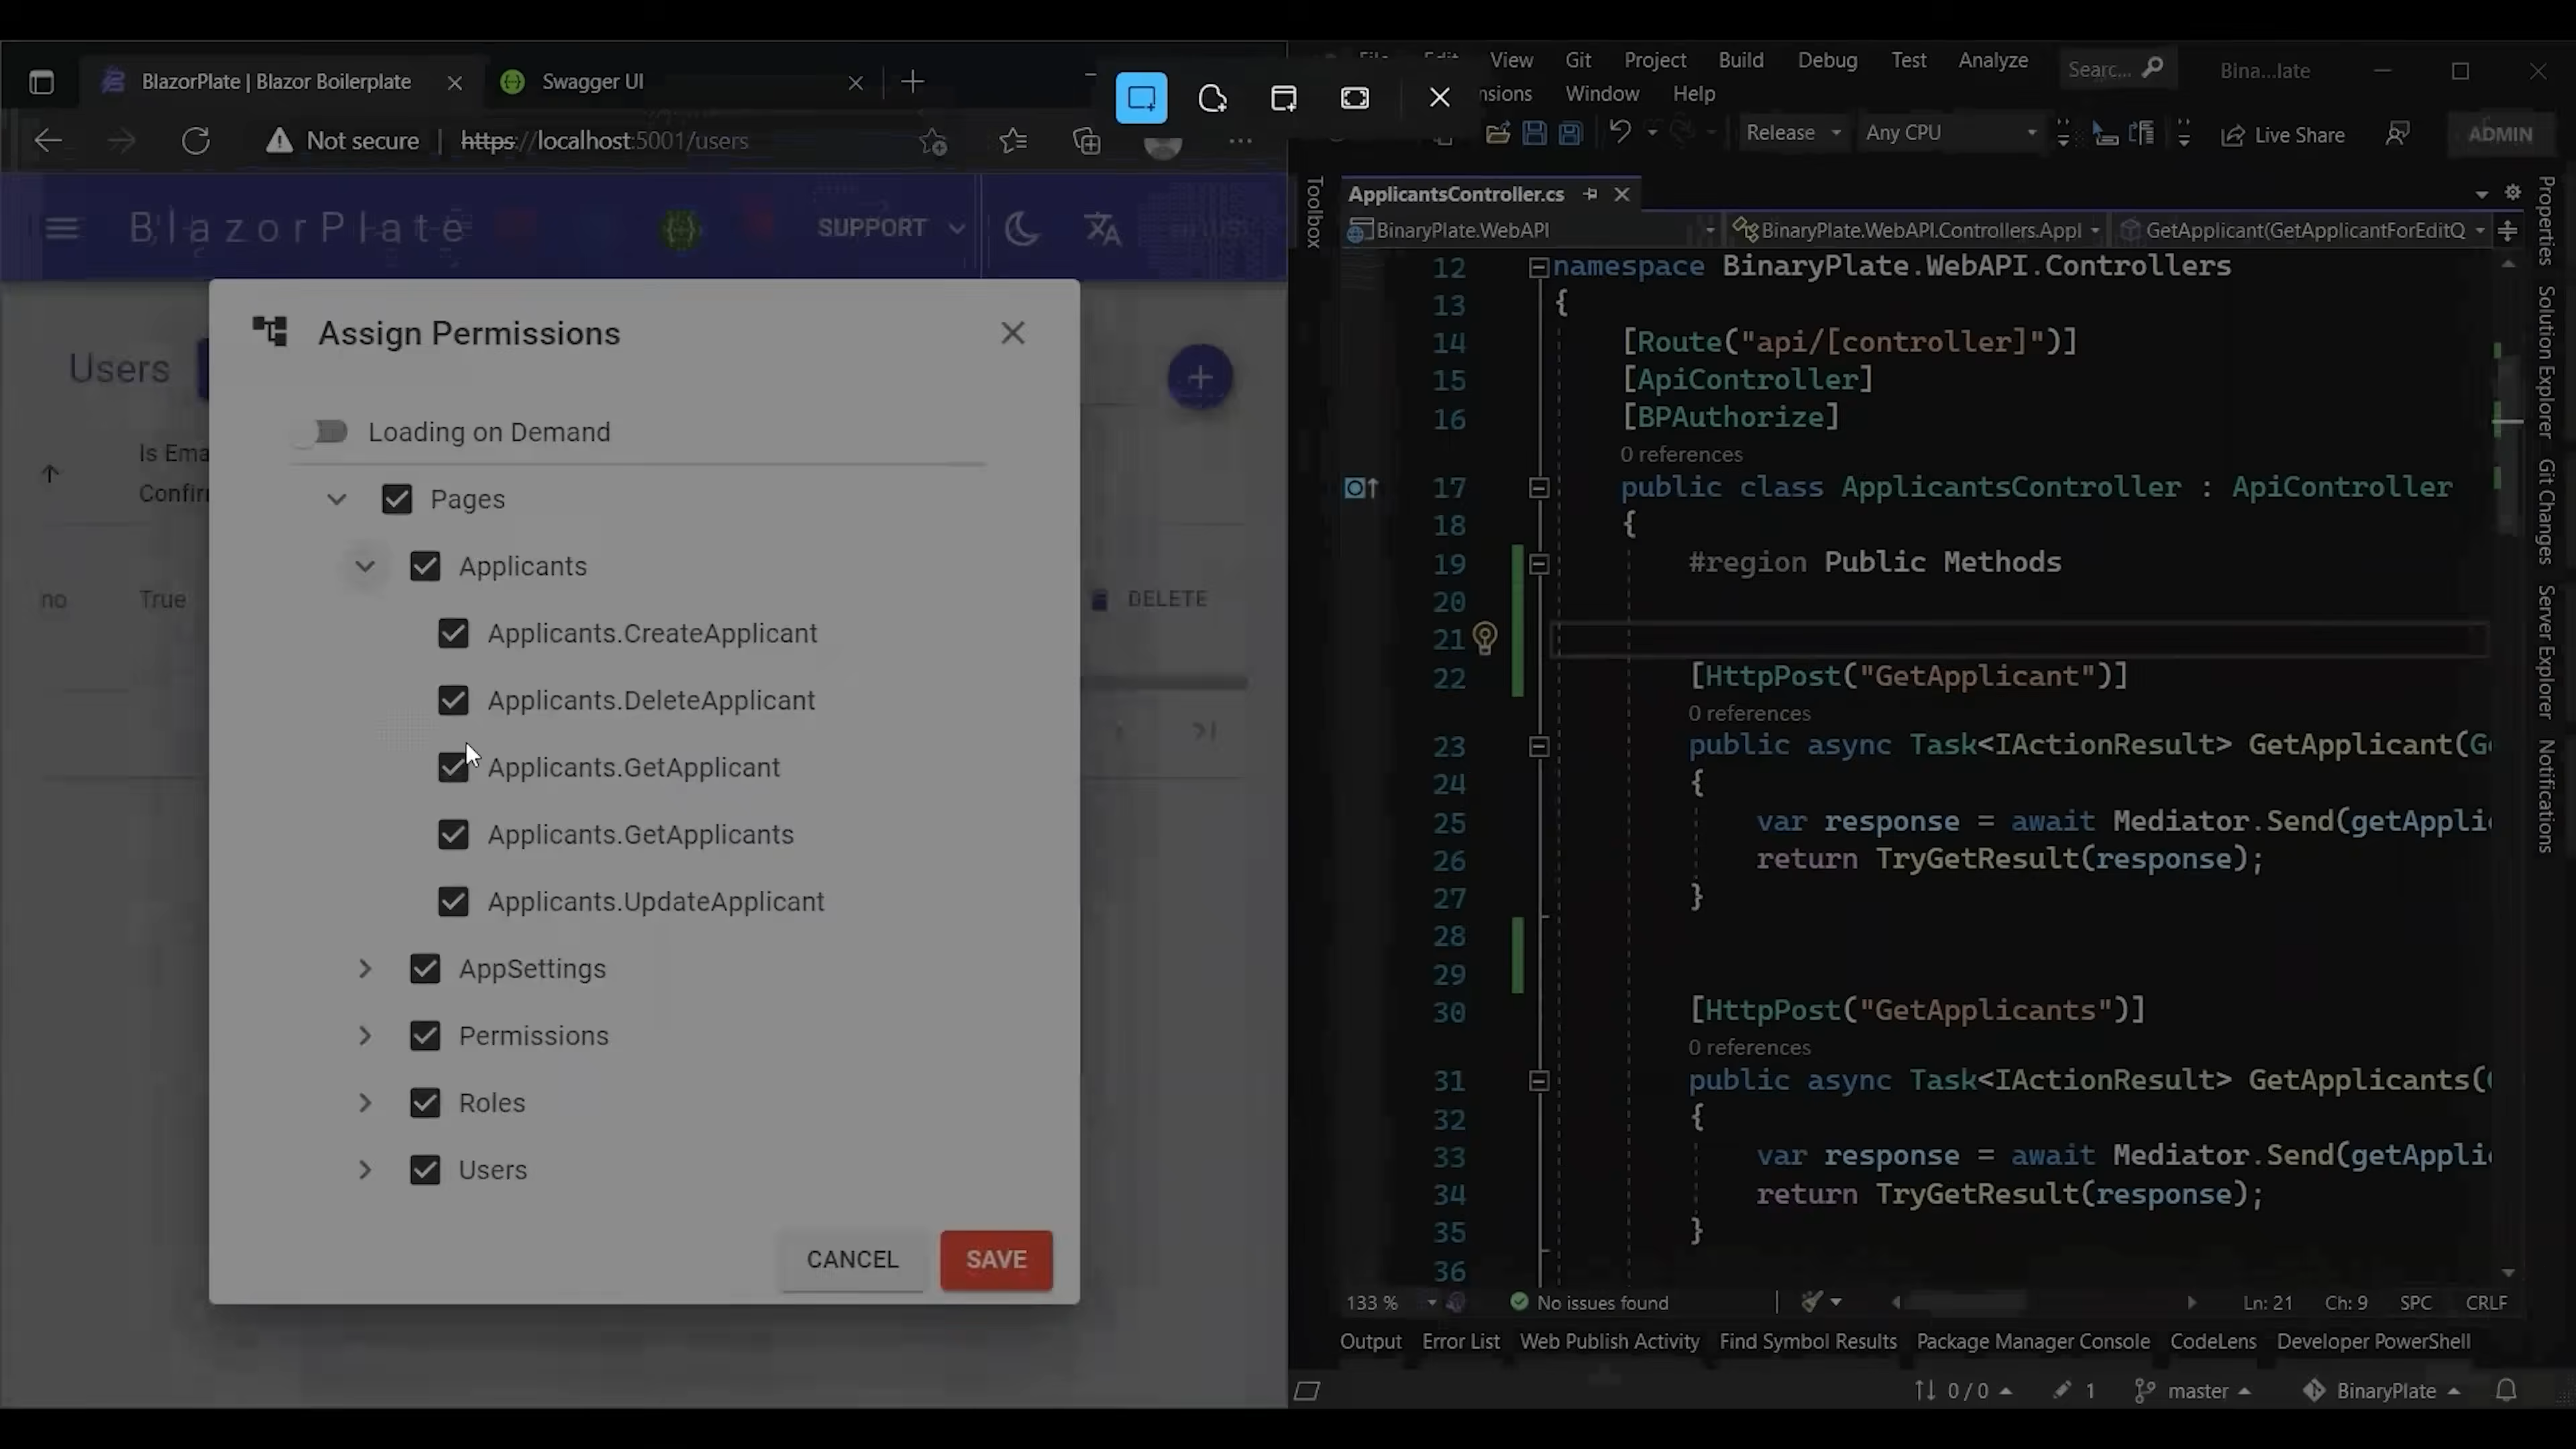 BlazorPlate | Blazor Boilerplate
Swagger UI
Not secure
https://localhost:5001/users
BlazorPlate
SUPPORT
Assign Permissions
Users
Loading on Demand
Is Ema
Confir
Pages
Applicants
no
True
DELETE
Applicants.CreateApplicant
Applicants.DeleteApplicant
Applicants.GetApplicant
Applicants.GetApplicants
Applicants.UpdateApplicant
AppSettings
Permissions
Roles
Users
CANCEL
SAVE
File Edit View Git Project Build Debug Test Analyze
Searc...
Bina...late
nsions Window Help
Release
Any CPU
Live Share
ADMIN
Toolbox
ApplicantsController.cs
BinaryPlate.WebAPI
BinaryPlate.WebAPI.Controllers.Appl
GetApplicant(GetApplicantForEditQ
12 namespace BinaryPlate.WebAPI.Controllers
13 {
14 [Route("api/[controller]")]
15 [ApiController]
16 [BPAuthorize]
0 references
17 public class ApplicantsController : ApiController
18 {
19 #region Public Methods
20
21
22 [HttpPost("GetApplicant")]
0 references
23 public async Task<IActionResult> GetApplicant(G
24 {
25 var response = await Mediator.Send(getAppli
26 return TryGetResult(response);
27 }
28
29
30 [HttpPost("GetApplicants")]
0 references
31 public async Task<IActionResult> GetApplicants(
32 {
33 var response = await Mediator.Send(getAppli
34 return TryGetResult(response);
35 }
36
133 %
No issues found
Ln: 21
Ch: 9
SPC
CRLF
Output
Error List
Web Publish Activity
Find Symbol Results
Package Manager Console
CodeLens
Developer PowerShell
0 / 0
1
master
BinaryPlate
Properties
Solution Explorer
Git Changes
Server Explorer
Notifications